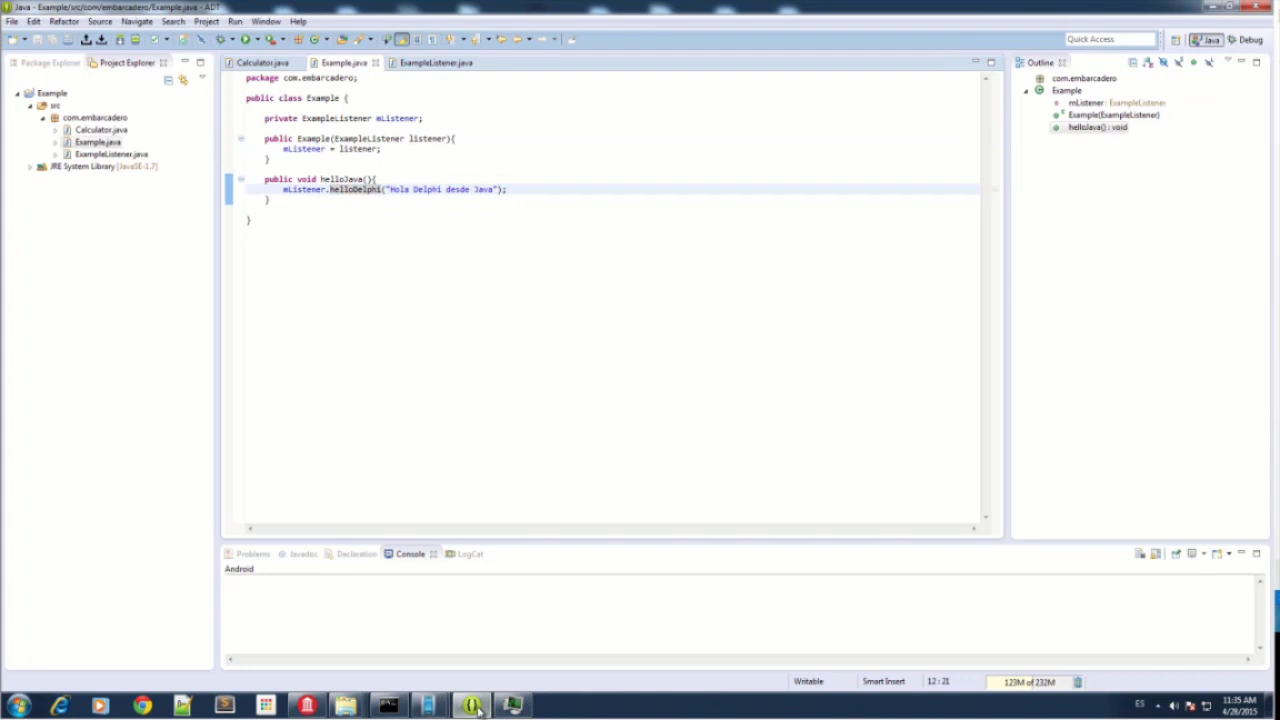 Java - Example/src/com/embarcadero/Example.java - ADT
File Edit Refactor Source Navigate Search Project Run Window Help
Quick Access
Java
Debug
Package Explorer
Project Explorer
Example
src
com.embarcadero
Calculator.java
Example.java
ExampleListener.java
JRE System Library [JavaSE-1.7]
Calculator.java
Example.java
ExampleListener.java
package com.embarcadero;
public class Example {
private ExampleListener mListener;
public Example(ExampleListener listener){
mListener = listener;
}
public void helloJava(){
mListener.helloDelphi("Hola Delphi desde Java");
}
}
Outline
com.embarcadero
Example
mListener : ExampleListener
Example(ExampleListener)
helloJava() : void
Problems
Javadoc
Declaration
Console
LogCat
Android
Writable
Smart Insert
12 : 21
123M of 232M
ES
11:35 AM
4/28/2015